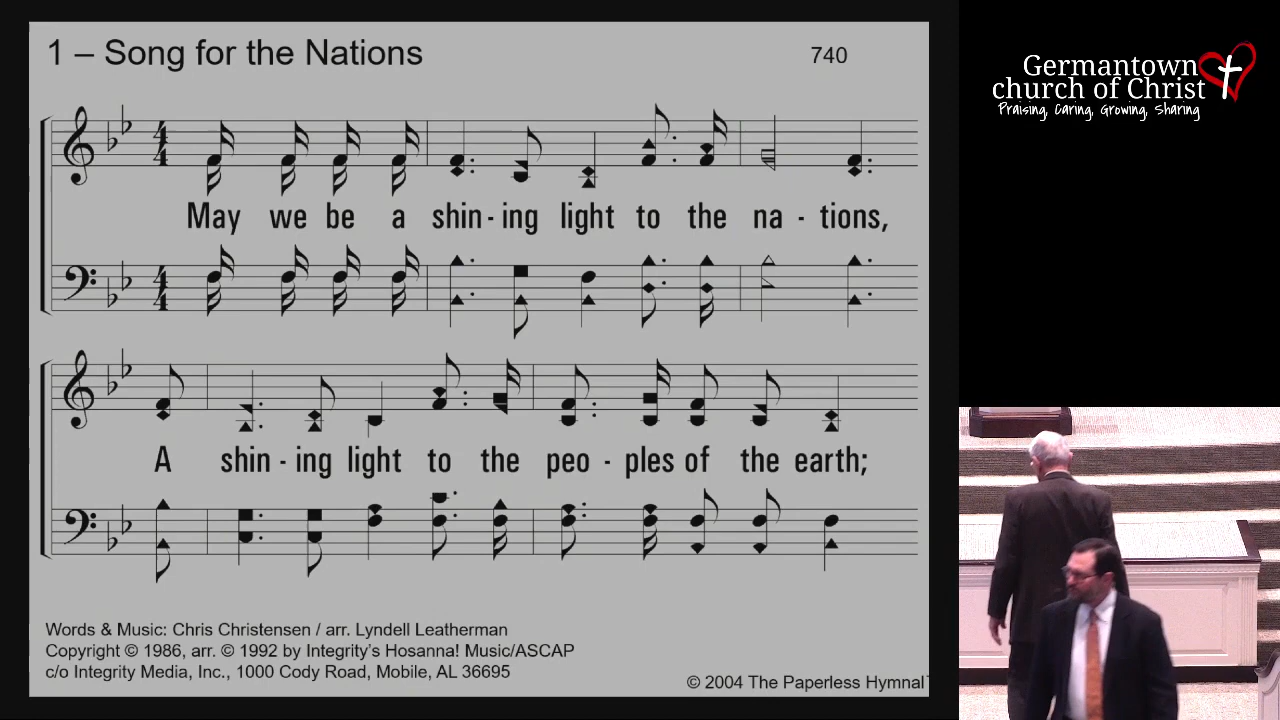 1 – Song for the Nations
740
May we be a shin - ing light to the na - tions,
A shin - ing light to the peo - ples of the earth;
Words & Music: Chris Christensen / arr. Lyndell Leatherman
Copyright © 1986, arr. © 1992 by Integrity's Hosanna! Music/ASCAP
c/o Integrity Media, Inc., 1000 Cody Road, Mobile, AL 36695
© 2004 The Paperless Hymnal
Germantown
church of Christ
Praising, Caring, Growing, Sharing